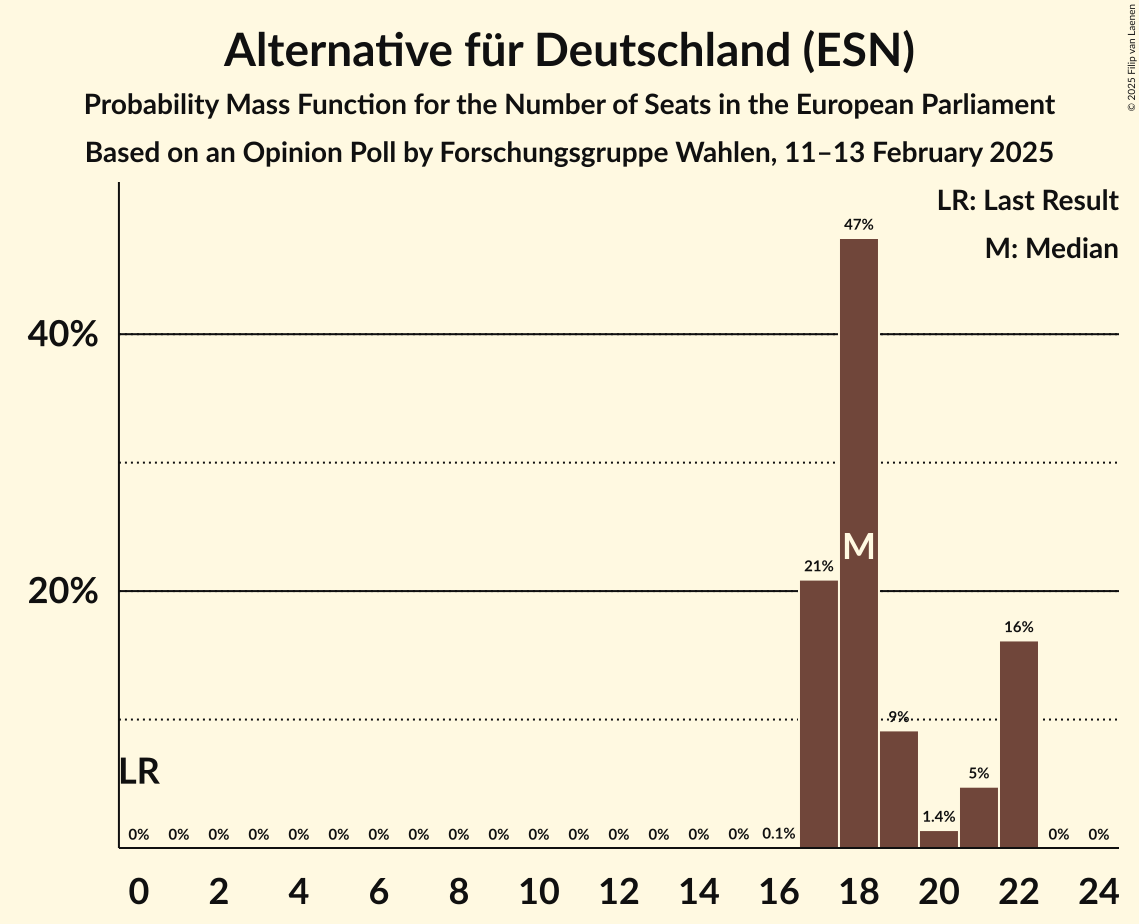 Alternative für Deutschland (ESN)
Probability Mass Function for the Number of Seats in the European Parliament
Based on an Opinion Poll by Forschungsgruppe Wahlen, 11–13 February 2025
© 2025 Filip van Laenen
LR: Last Result
M: Median
47%
40%
M
21%
20%
16%
9%
LR
5%
1.4%
0% 0% 0% 0% 0% 0% 0% 0% 0% 0% 0% 0% 0% 0% 0% 0% 0.1% 0% 0%
0 2 4 6 8 10 12 14 16 18 20 22 24